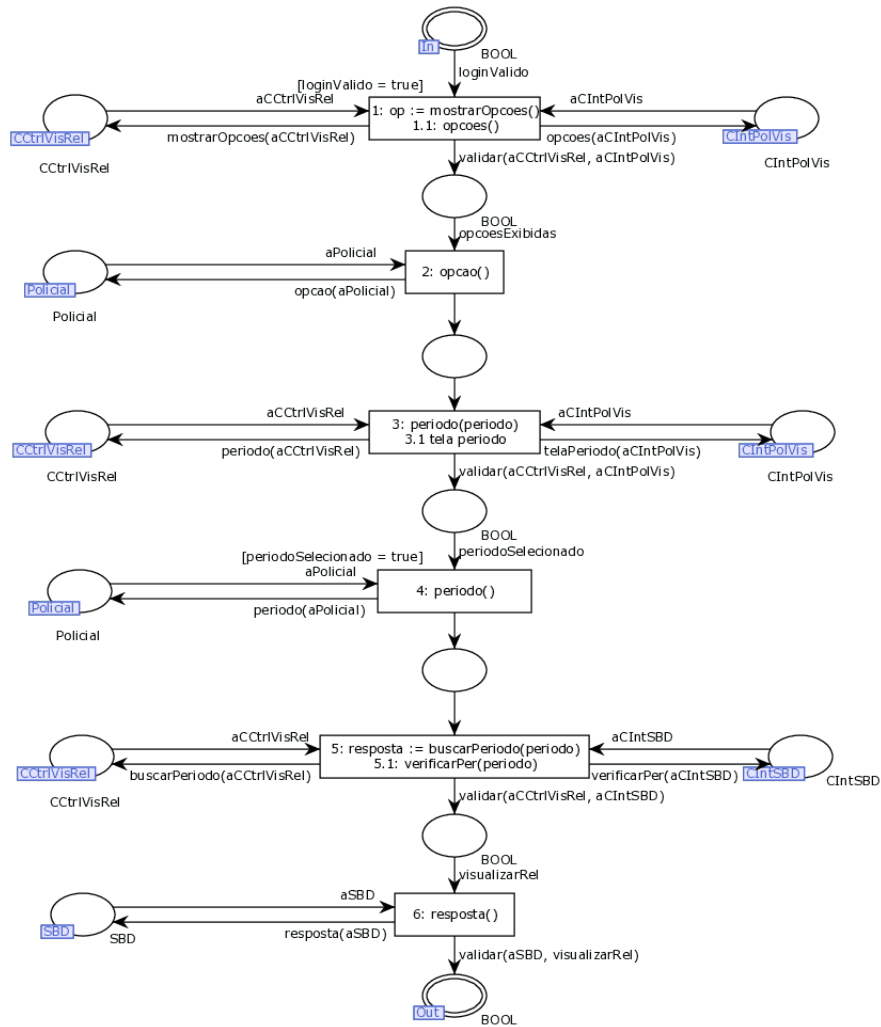 In
BOOL
loginValido
[loginValido = true]
aCCtrlVisRel
aCIntPolVis
1: op := mostrarOpcoes()
1.1: opcoes()
CCtrlVisRel
CIntPolVis
mostrarOpcoes(aCCtrlVisRel)
opcoes(aCIntPolVis)
CCtrlVisRel
CIntPolVis
validar(aCCtrlVisRel, aCIntPolVis)
BOOL
opcoesExibidas
aPolicial
2: opcao()
Policial
opcao(aPolicial)
Policial
aCCtrlVisRel
aCIntPolVis
3: periodo(periodo)
3.1 tela periodo
CCtrlVisRel
CIntPolVis
periodo(aCCtrlVisRel)
telaPeriodo(aCIntPolVis)
CCtrlVisRel
CIntPolVis
validar(aCCtrlVisRel, aCIntPolVis)
BOOL
periodoSelecionado
[periodoSelecionado = true]
aPolicial
4: periodo()
Policial
periodo(aPolicial)
Policial
aCCtrlVisRel
aCIntSBD
5: resposta := buscarPeriodo(periodo)
5.1: verificarPer(periodo)
CCtrlVisRel
CIntSBD
buscarPeriodo(aCCtrlVisRel)
verificarPer(aCIntSBD)
CCtrlVisRel
CIntSBD
validar(aCCtrlVisRel, aCIntSBD)
BOOL
visualizarRel
aSBD
6: resposta()
SBD
SBD
resposta(aSBD)
validar(aSBD, visualizarRel)
Out
BOOL